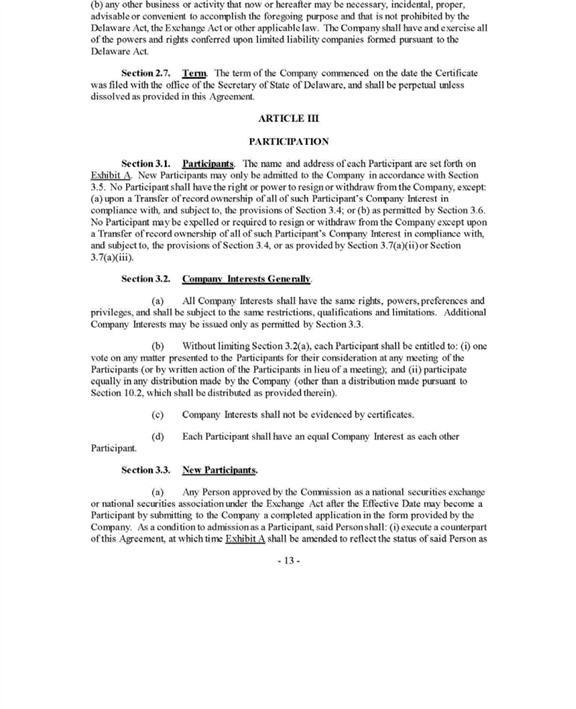 (b) any other business or activity that now or hereafter may be necessary, incidental, proper,
advisable or convenient to accomplish the foregoing purpose and that is not prohibited by the
Delaware Act, the Exchange Act or other applicable law. The Company shall have and exercise all
of the powers and rights conferred upon limited liability companies formed pursuant to the
Delaware Act.
Section 2.7. Term. The term of the Company commenced on the date the Certificate
was filed with the office of the Secretary of State of Delaware, and shall be perpetual unless
dissolved as provided in this Agreement.
ARTICLE III
PARTICIPATION
Section 3.1. Participants. The name and address of each Participant are set forth on
Exhibit A. New Participants may only be admitted to the Company in accordance with Section
3.5. No Participant shall have the right or power to resign or withdraw from the Company, except:
(a) upon a Transfer of record ownership of all of such Participant's Company Interest in
compliance with, and subject to, the provisions of Section 3.4; or (b) as permitted by Section 3.6.
No Participant may be expelled or required to resign or withdraw from the Company except upon
a Transfer of record ownership of all of such Participant's Company Interest in compliance with,
and subject to, the provisions of Section 3.4, or as provided by Section 3.7(a)(ii) or Section
3.7(a)(iii).
Section 3.2. Company Interests Generally.
(a) All Company Interests shall have the same rights, powers, preferences and
privileges, and shall be subject to the same restrictions, qualifications and limitations. Additional
Company Interests may be issued only as permitted by Section 3.3.
(b) Without limiting Section 3.2(a), each Participant shall be entitled to: (i) one
vote on any matter presented to the Participants for their consideration at any meeting of the
Participants (or by written action of the Participants in lieu of a meeting); and (ii) participate
equally in any distribution made by the Company (other than a distribution made pursuant to
Section 10.2, which shall be distributed as provided therein).
(c) Company Interests shall not be evidenced by certificates.
(d) Each Participant shall have an equal Company Interest as each other
Participant.
Section 3.3. New Participants.
(a) Any Person approved by the Commission as a national securities exchange
or national securities association under the Exchange Act after the Effective Date may become a
Participant by submitting to the Company a completed application in the form provided by the
Company. As a condition to admission as a Participant, said Person shall: (i) execute a counterpart
of this Agreement, at which time Exhibit A shall be amended to reflect the status of said Person as
- 13 -